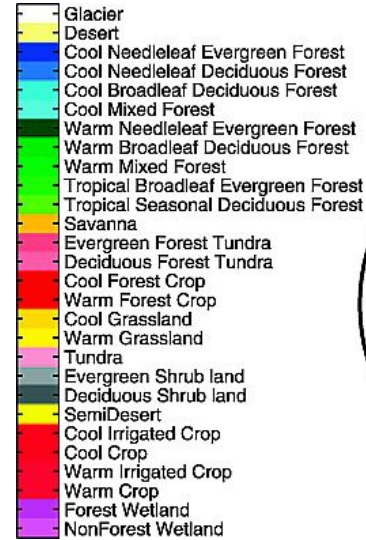 Glacier
Desert
Cool Needleleaf Evergreen Forest
Cool Needleleaf Deciduous Forest
Cool Broadleaf Deciduous Forest
Cool Mixed Forest
Warm Needleleaf Evergreen Forest
Warm Broadleaf Deciduous Forest
Warm Mixed Forest
Tropical Broadleaf Evergreen Forest
Tropical Seasonal Deciduous Forest
Savanna
Evergreen Forest Tundra
Deciduous Forest Tundra
Cool Forest Crop
Warm Forest Crop
Cool Grassland
Warm Grassland
Tundra
Evergreen Shrub land
Deciduous Shrub land
SemiDesert
Cool Irrigated Crop
Cool Crop
Warm Irrigated Crop
Warm Crop
Forest Wetland
NonForest Wetland